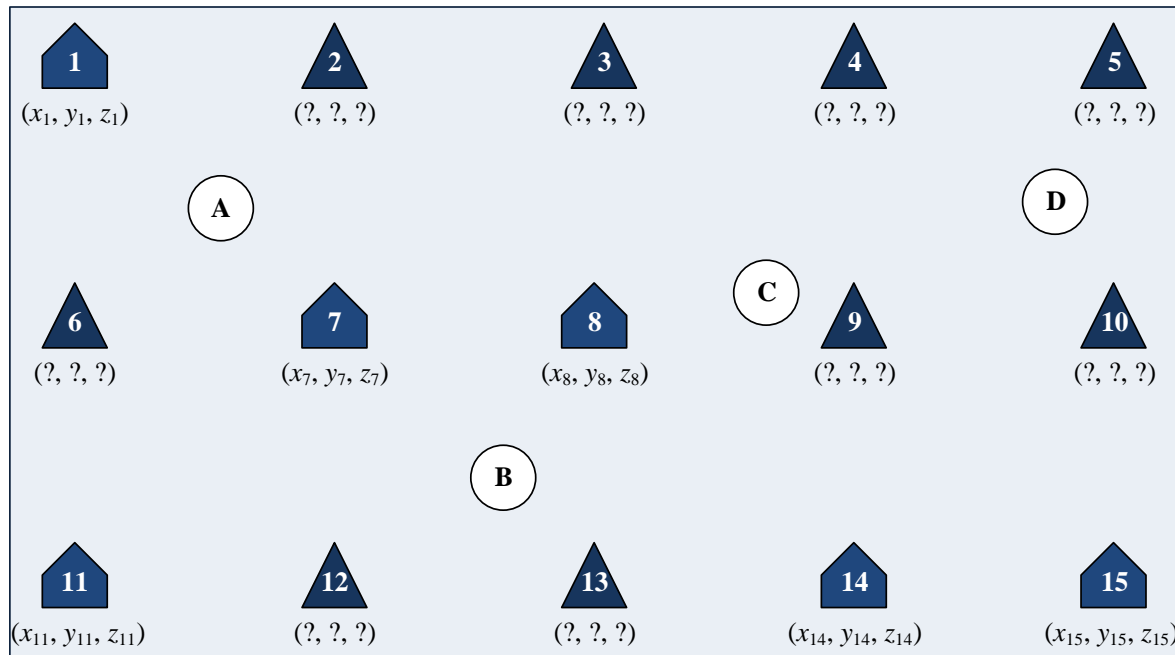 1 2 3 4 5
(x₁, y₁, z₁) (?, ?, ?) (?, ?, ?) (?, ?, ?) (?, ?, ?)
A D
C
6 7 8 9 10
(?, ?, ?) (x₇, y₇, z₇) (x₈, y₈, z₈) (?, ?, ?) (?, ?, ?)
B
11 12 13 14 15
(x₁₁, y₁₁, z₁₁) (?, ?, ?) (?, ?, ?) (x₁₄, y₁₄, z₁₄) (x₁₅, y₁₅, z₁₅)